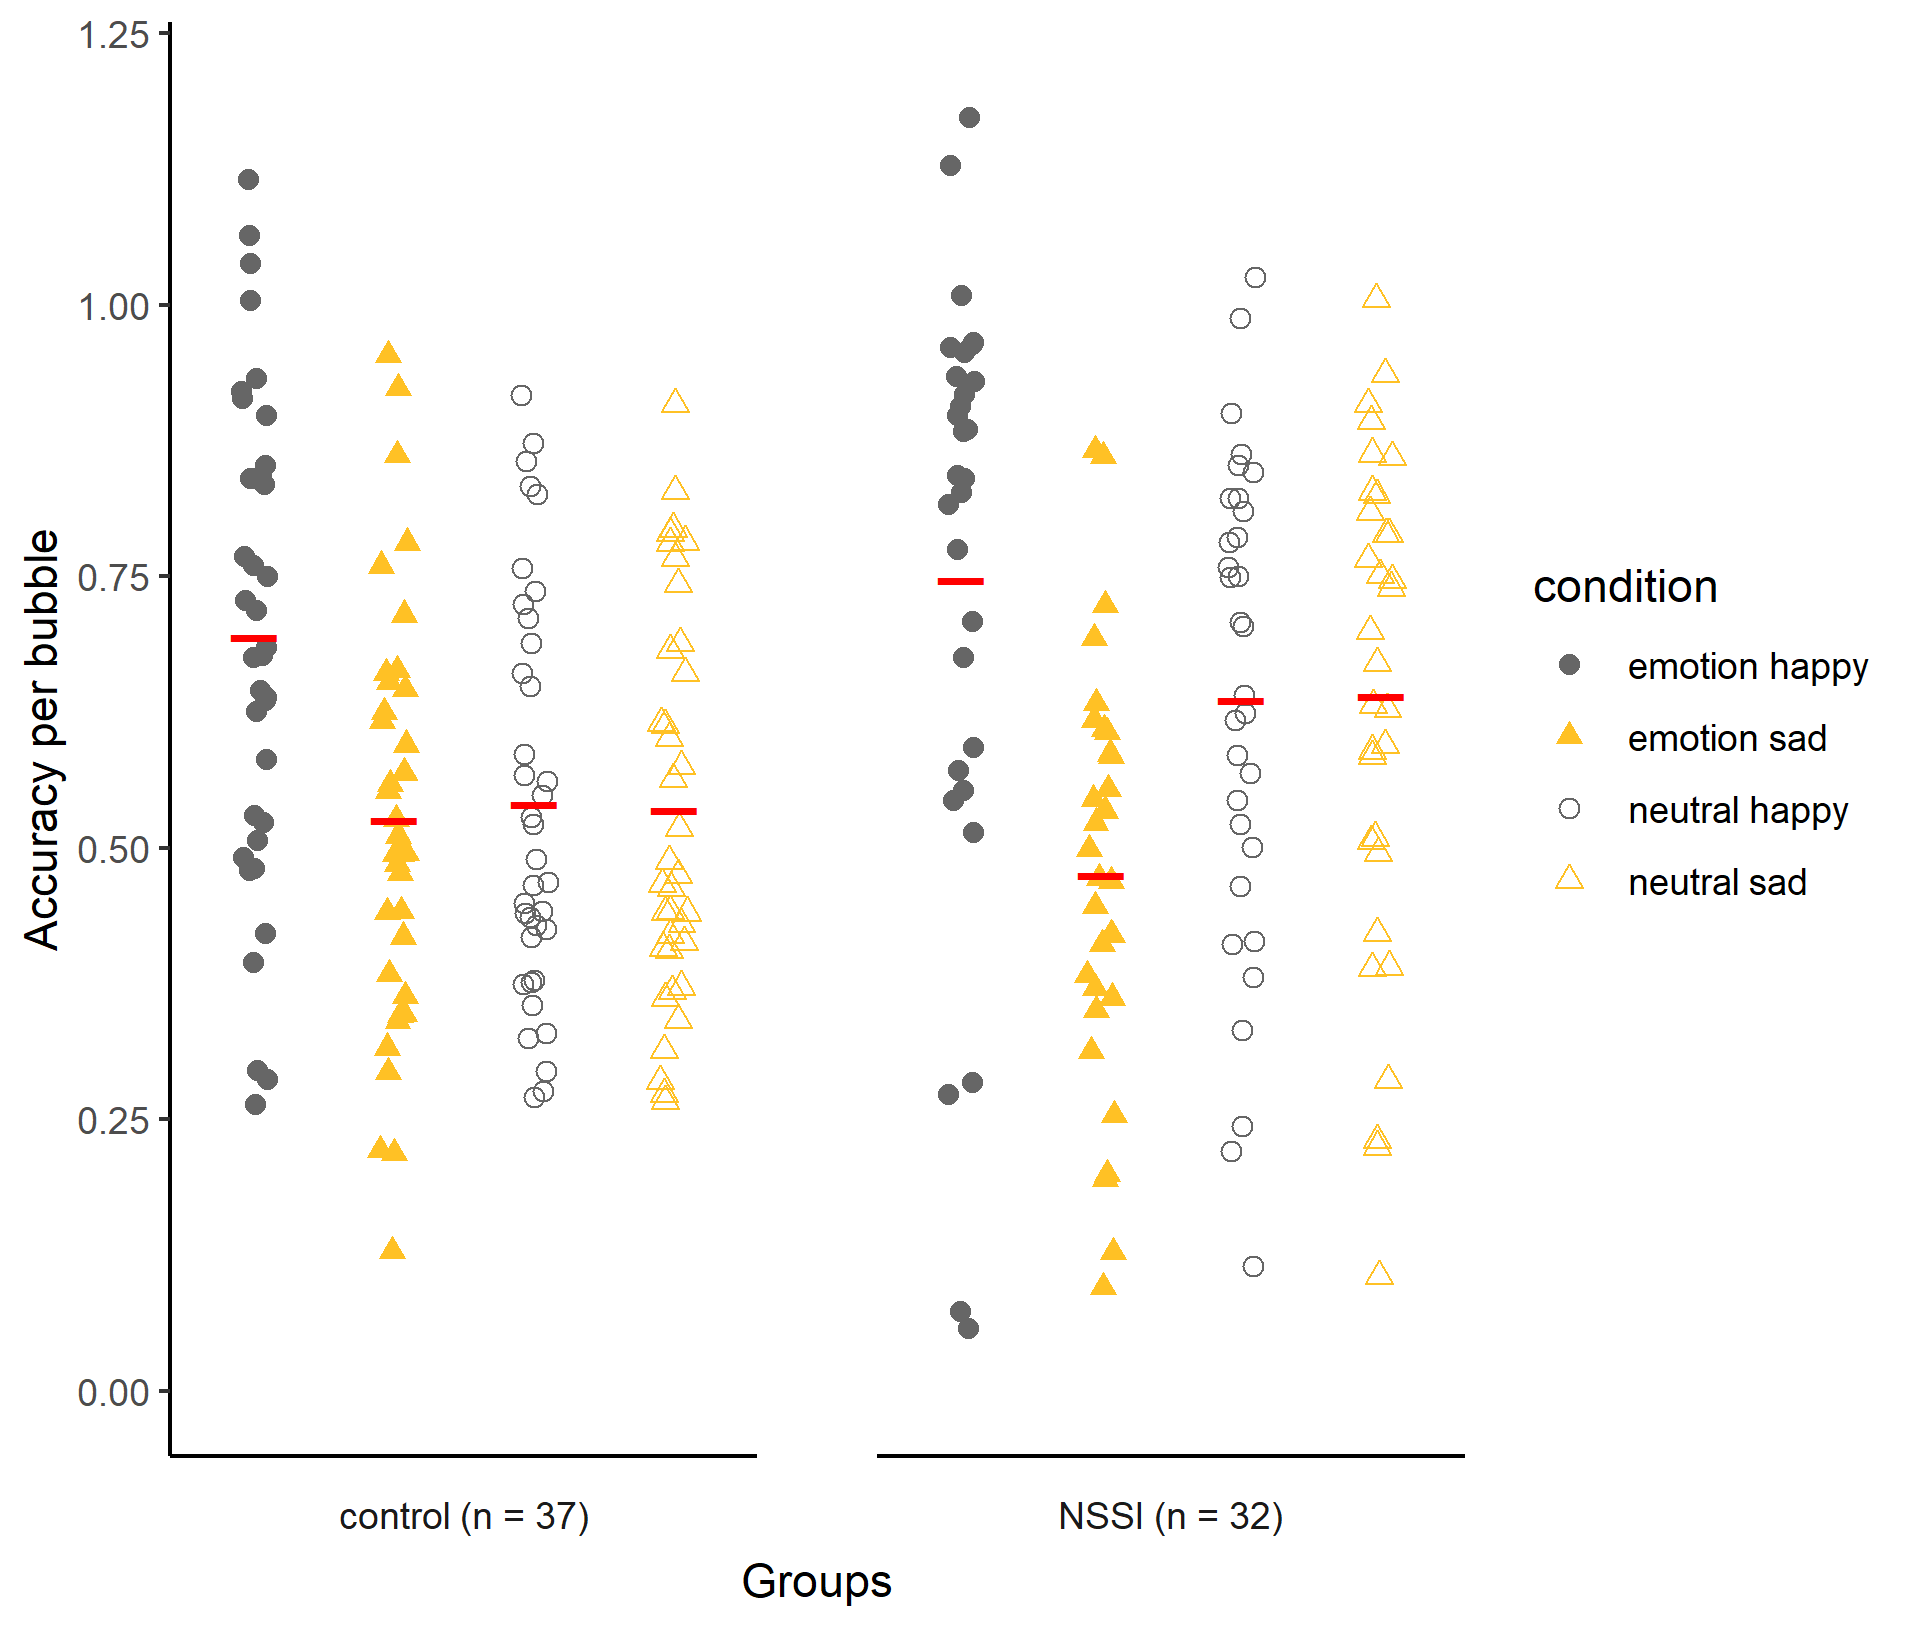 1.25
1.00
0.75
0.50
0.25
0.00
Accuracy per bubble
control (n = 37)
NSSI (n = 32)
Groups
condition
emotion happy
emotion sad
neutral happy
neutral sad